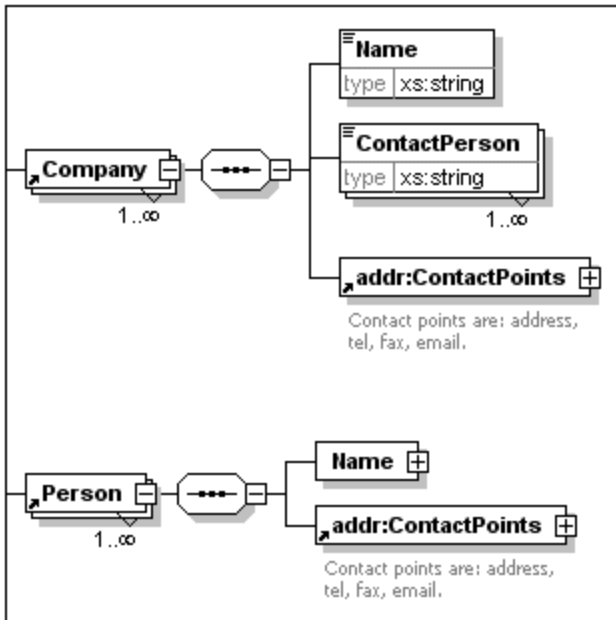 Name
type xs:string
ContactPerson
type xs:string
1..∞
Company
1..∞
addr:ContactPoints
Contact points are: address,
tel, fax, email.
Person
1..∞
Name
addr:ContactPoints
Contact points are: address,
tel, fax, email.